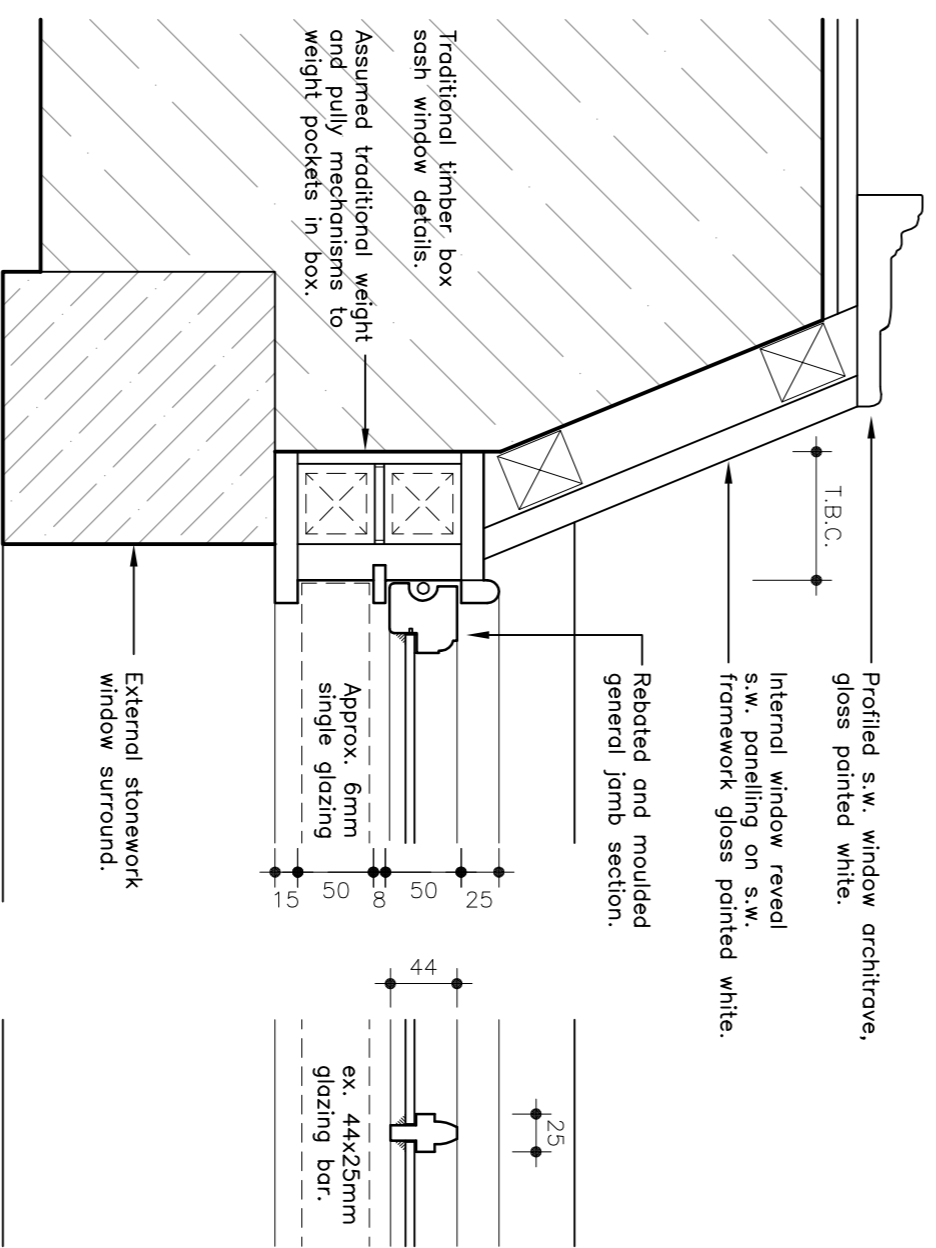 Profiled s.w. window architrave,
gloss painted white.
Internal window reveal
s.w. panelling on s.w.
framework gloss painted white.
T.B.C.
Rebated and moulded
general jamb section.
Traditional timber box
sash window details.
Assumed traditional weight
and pully mechanisms to
weight pockets in box.
Approx. 6mm
single glazing
External stonework
window surround.
25
50
8
50
15
44
25
ex. 44x25mm
glazing bar.